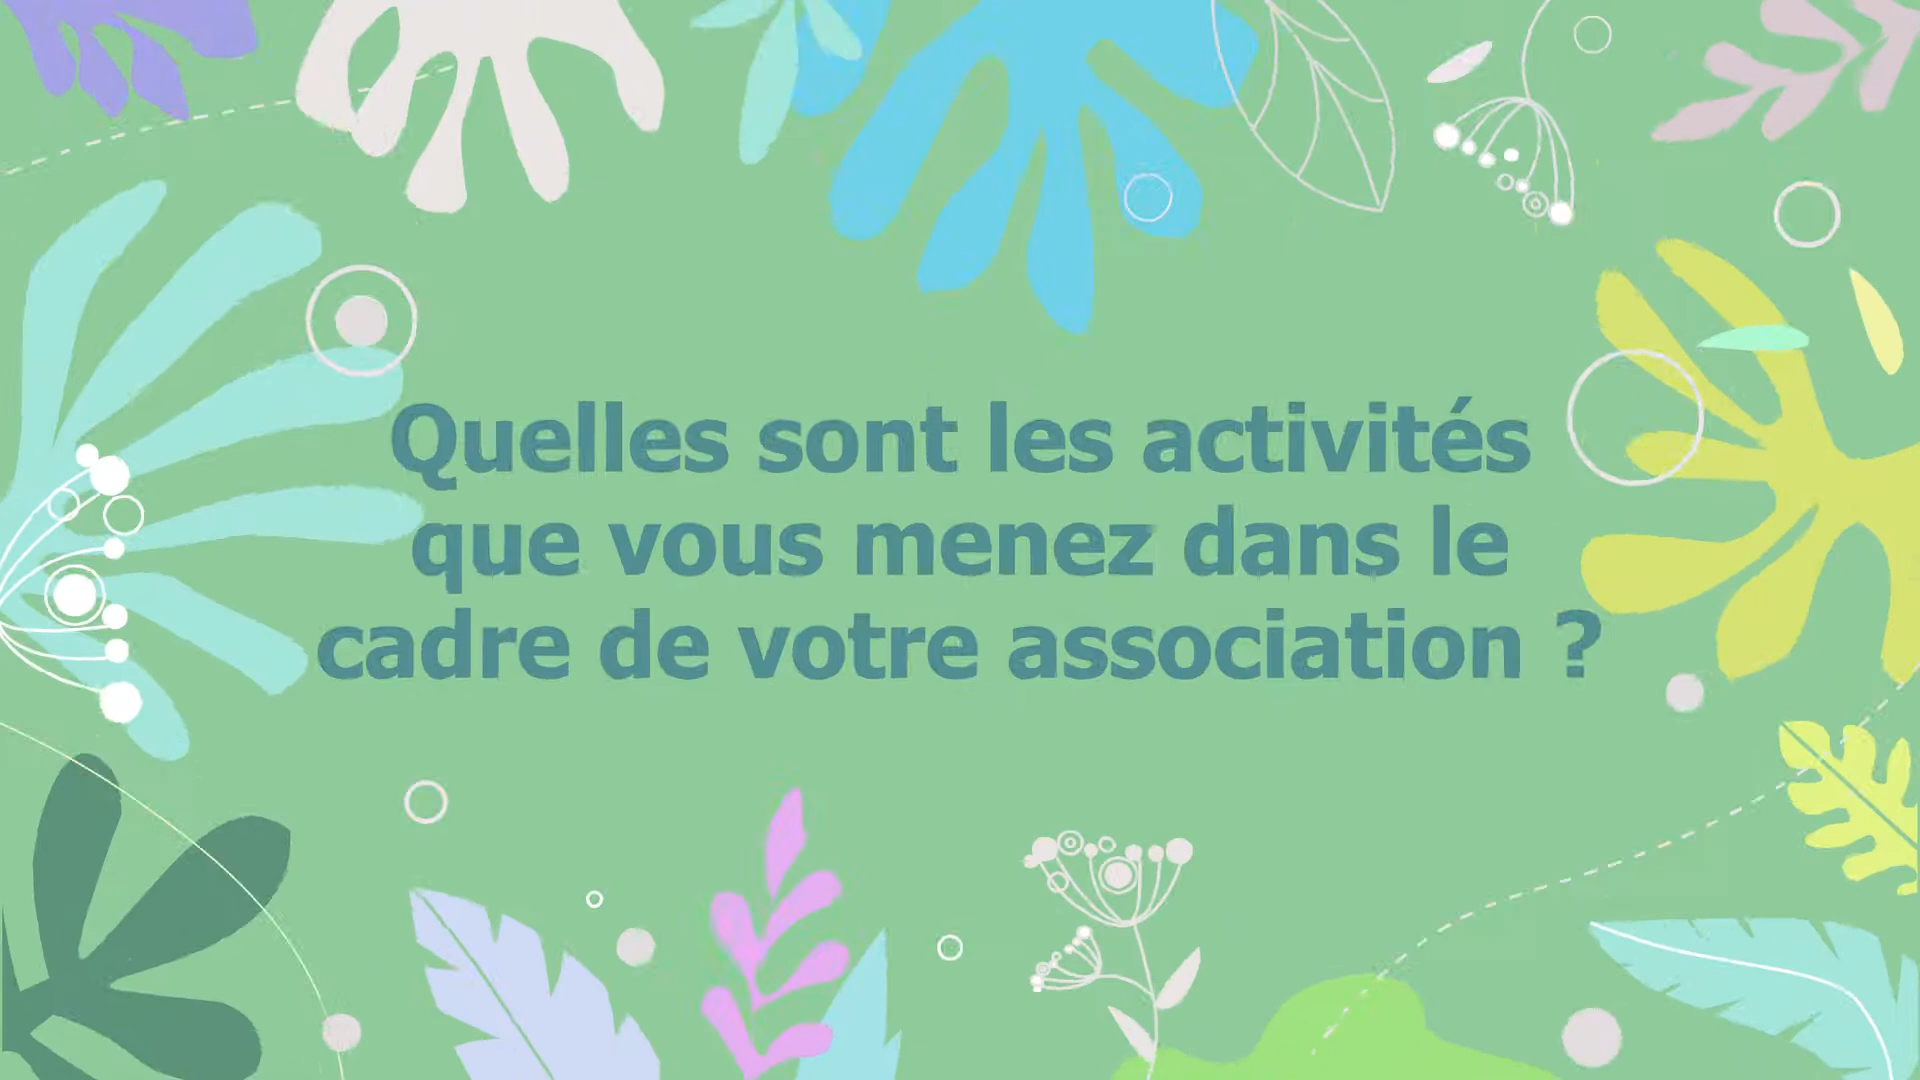 Quelles sont les activités
que vous menez dans le
cadre de votre association ?